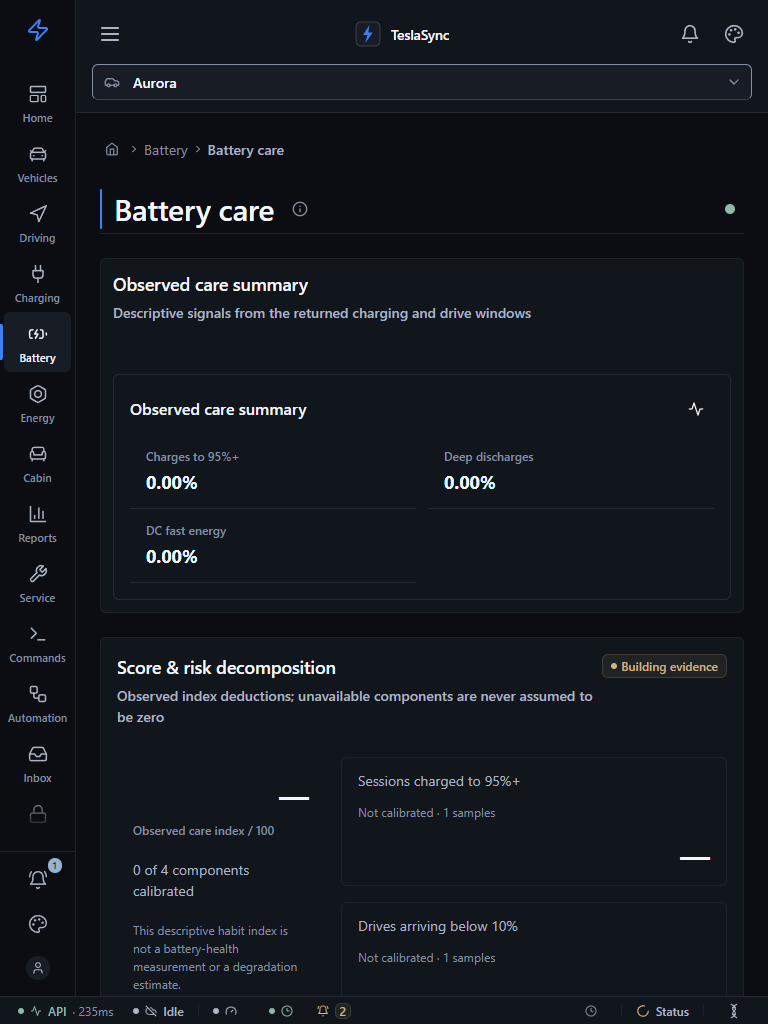 TeslaSync
Aurora
Home
Vehicles
Driving
Charging
Battery
Energy
Cabin
Reports
Service
Commands
Automation
Inbox
1
Battery > Battery care
Battery care
Observed care summary
Descriptive signals from the returned charging and drive windows
Observed care summary
Charges to 95%+
0.00%
Deep discharges
0.00%
DC fast energy
0.00%
Score & risk decomposition
Building evidence
Observed index deductions; unavailable components are never assumed to
be zero
—
Observed care index / 100
0 of 4 components
calibrated
This descriptive habit index is
not a battery-health
measurement or a degradation
estimate.
Sessions charged to 95%+
Not calibrated · 1 samples
—
Drives arriving below 10%
Not calibrated · 1 samples
API · 235ms
Idle
2
Status